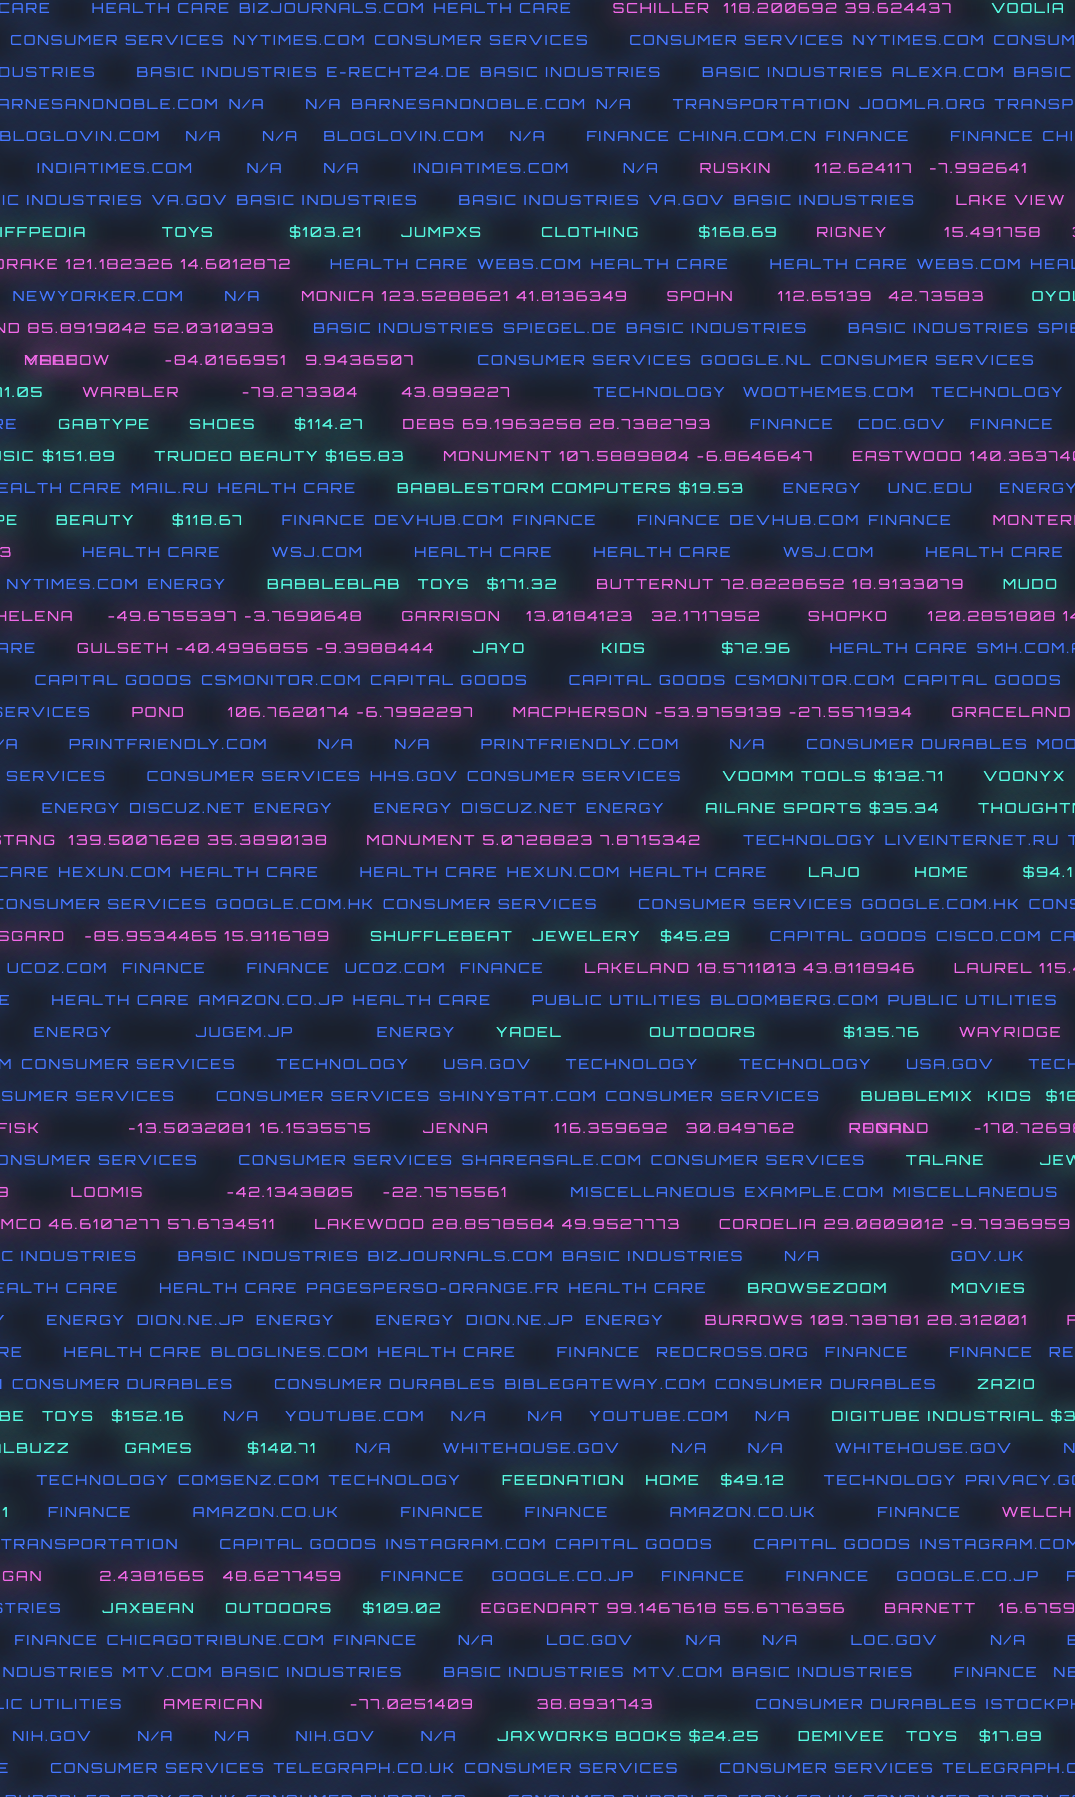 CARE HEALTH CARE BIZJOURNALS.COM HEALTH CARE SCHILLER 118.200692 39.624437 VOOLIA
CONSUMER SERVICES NYTIMES.COM CONSUMER SERVICES CONSUMER SERVICES NYTIMES.COM CONSUM
DUSTRIES BASIC INDUSTRIES E-RECHT24.DE BASIC INDUSTRIES BASIC INDUSTRIES ALEXA.COM BASIC
ARNESANDNOBLE.COM N/A N/A BARNESANDNOBLE.COM N/A TRANSPORTATION JOOMLA.ORG TRANSP
BLOGLOVIN.COM N/A N/A BLOGLOVIN.COM N/A FINANCE CHINA.COM.CN FINANCE FINANCE CHI
INDIATIMES.COM N/A N/A INDIATIMES.COM N/A RUSKIN 112.624117 -7.992641
IC INDUSTRIES VA.GOV BASIC INDUSTRIES BASIC INDUSTRIES VA.GOV BASIC INDUSTRIES LAKE VIEW
IFFPEDIA TOYS $103.21 JUMPXS CLOTHING $168.69 RIGNEY 15.491758
DRAKE 121.182326 14.6012872 HEALTH CARE WEBS.COM HEALTH CARE HEALTH CARE WEBS.COM HEAL
NEWYORKER.COM N/A MONICA 123.5288621 41.8136349 SPOHN 112.65139 42.73583 OYO
ND 85.8919042 52.0310393 BASIC INDUSTRIES SPIEGEL.DE BASIC INDUSTRIES BASIC INDUSTRIES SPIE
-84.0166951 9.9436507 CONSUMER SERVICES GOOGLE.NL CONSUMER SERVICES
1.05 WARBLER -79.273304 43.899227 TECHNOLOGY WOOTHEMES.COM TECHNOLOGY
RE GABTYPE SHOES $114.27 DEBS 69.1963258 28.7382793 FINANCE CDC.GOV FINANCE
SIC $151.89 TRUDEO BEAUTY $165.83 MONUMENT 107.5889804 -6.8646647 EASTWOOD 140.363740
EALTH CARE MAIL.RU HEALTH CARE BABBLESTORM COMPUTERS $19.53 ENERGY UNC.EDU ENERGY
PE BEAUTY $118.67 FINANCE DEVHUB.COM FINANCE FINANCE DEVHUB.COM FINANCE MONTER
3 HEALTH CARE WSJ.COM HEALTH CARE HEALTH CARE WSJ.COM HEALTH CARE
NYTIMES.COM ENERGY BABBLEBLAB TOYS $171.32 BUTTERNUT 72.8228652 18.9133079 MUDO
HELENA -49.6755397 -3.7690648 GARRISON 13.0184123 32.1717952 SHOPKO 120.2851808 14
ARE GULSETH -40.4996855 -9.3988444 JAYO KIDS $72.96 HEALTH CARE SMH.COM.
CAPITAL GOODS CSMONITOR.COM CAPITAL GOODS CAPITAL GOODS CSMONITOR.COM CAPITAL GOODS
SERVICES POND 106.7620174 -6.7992297 MACPHERSON -53.9759139 -27.5571934 GRACELAND
/A PRINTFRIENDLY.COM N/A N/A PRINTFRIENDLY.COM N/A CONSUMER DURABLES MOO
SERVICES CONSUMER SERVICES HHS.GOV CONSUMER SERVICES VOOMM TOOLS $132.71 VOONYX
ENERGY DISCUZ.NET ENERGY ENERGY DISCUZ.NET ENERGY AILANE SPORTS $35.34 THOUGHT
STANG 139.5007628 35.3890138 MONUMENT 5.0728823 7.8715342 TECHNOLOGY LIVEINTERNET.RU T
CARE HEXUN.COM HEALTH CARE HEALTH CARE HEXUN.COM HEALTH CARE LAJO HOME $94.1
CONSUMER SERVICES GOOGLE.COM.HK CONSUMER SERVICES CONSUMER SERVICES GOOGLE.COM.HK CONS
SGARD -85.9534465 15.9116789 SHUFFLEBEAT JEWELERY $45.29 CAPITAL GOODS CISCO.COM CA
UCOZ.COM FINANCE FINANCE UCOZ.COM FINANCE LAKELAND 18.5711013 43.8118946 LAUREL 115.
E HEALTH CARE AMAZON.CO.JP HEALTH CARE PUBLIC UTILITIES BLOOMBERG.COM PUBLIC UTILITIES
ENERGY JUGEM.JP ENERGY YADEL OUTDOORS $135.76 WAYRIDGE
M CONSUMER SERVICES TECHNOLOGY USA.GOV TECHNOLOGY TECHNOLOGY USA.GOV TECH
SUMER SERVICES CONSUMER SERVICES SHINYSTAT.COM CONSUMER SERVICES BUBBLEMIX KIDS $16
FISK -13.5032081 16.1535575 JENNA 116.359692 30.849762 -170.7269
ONSUMER SERVICES CONSUMER SERVICES SHAREASALE.COM CONSUMER SERVICES TALANE JEW
LOOMIS -42.1343805 -22.7575561 MISCELLANEOUS EXAMPLE.COM MISCELLANEOUS
MCO 46.6107277 57.6734511 LAKEWOOD 28.8578584 49.9527773 CORDELIA 29.0809012 -9.7936959
C INDUSTRIES BASIC INDUSTRIES BIZJOURNALS.COM BASIC INDUSTRIES N/A GOV.UK
EALTH CARE HEALTH CARE PAGESPERSO-ORANGE.FR HEALTH CARE BROWSEZOOM MOVIES
ENERGY DION.NE.JP ENERGY ENERGY DION.NE.JP ENERGY BURROWS 109.738781 28.312001
RE HEALTH CARE BLOGLINES.COM HEALTH CARE FINANCE REDCROSS.ORG FINANCE FINANCE RE
CONSUMER DURABLES CONSUMER DURABLES BIBLEGATEWAY.COM CONSUMER DURABLES ZAZIO
BE TOYS $152.16 N/A YOUTUBE.COM N/A N/A YOUTUBE.COM N/A DIGITUBE INDUSTRIAL $3
LBUZZ GAMES $140.71 N/A WHITEHOUSE.GOV N/A N/A WHITEHOUSE.GOV N
TECHNOLOGY COMSENZ.COM TECHNOLOGY FEEDNATION HOME $49.12 TECHNOLOGY PRIVACY.GO
1 FINANCE AMAZON.CO.UK FINANCE FINANCE AMAZON.CO.UK FINANCE WELCH
TRANSPORTATION CAPITAL GOODS INSTAGRAM.COM CAPITAL GOODS CAPITAL GOODS INSTAGRAM.COM
GAN 2.4381665 48.6277459 FINANCE GOOGLE.CO.JP FINANCE FINANCE GOOGLE.CO.JP F
STRIES JAXBEAN OUTDOORS $109.02 EGGENDART 99.1467618 55.6776356 BARNETT 16.6759
FINANCE CHICAGOTRIBUNE.COM FINANCE N/A LOC.GOV N/A N/A LOC.GOV N/A
INDUSTRIES MTV.COM BASIC INDUSTRIES BASIC INDUSTRIES MTV.COM BASIC INDUSTRIES FINANCE NE
LIC UTILITIES AMERICAN -77.0251409 38.8931743 CONSUMER DURABLES ISTOCKPH
NIH.GOV N/A N/A NIH.GOV N/A JAXWORKS BOOKS $24.25 DEMIVEE TOYS $17.89
E CONSUMER SERVICES TELEGRAPH.CO.UK CONSUMER SERVICES CONSUMER SERVICES TELEGRAPH.C